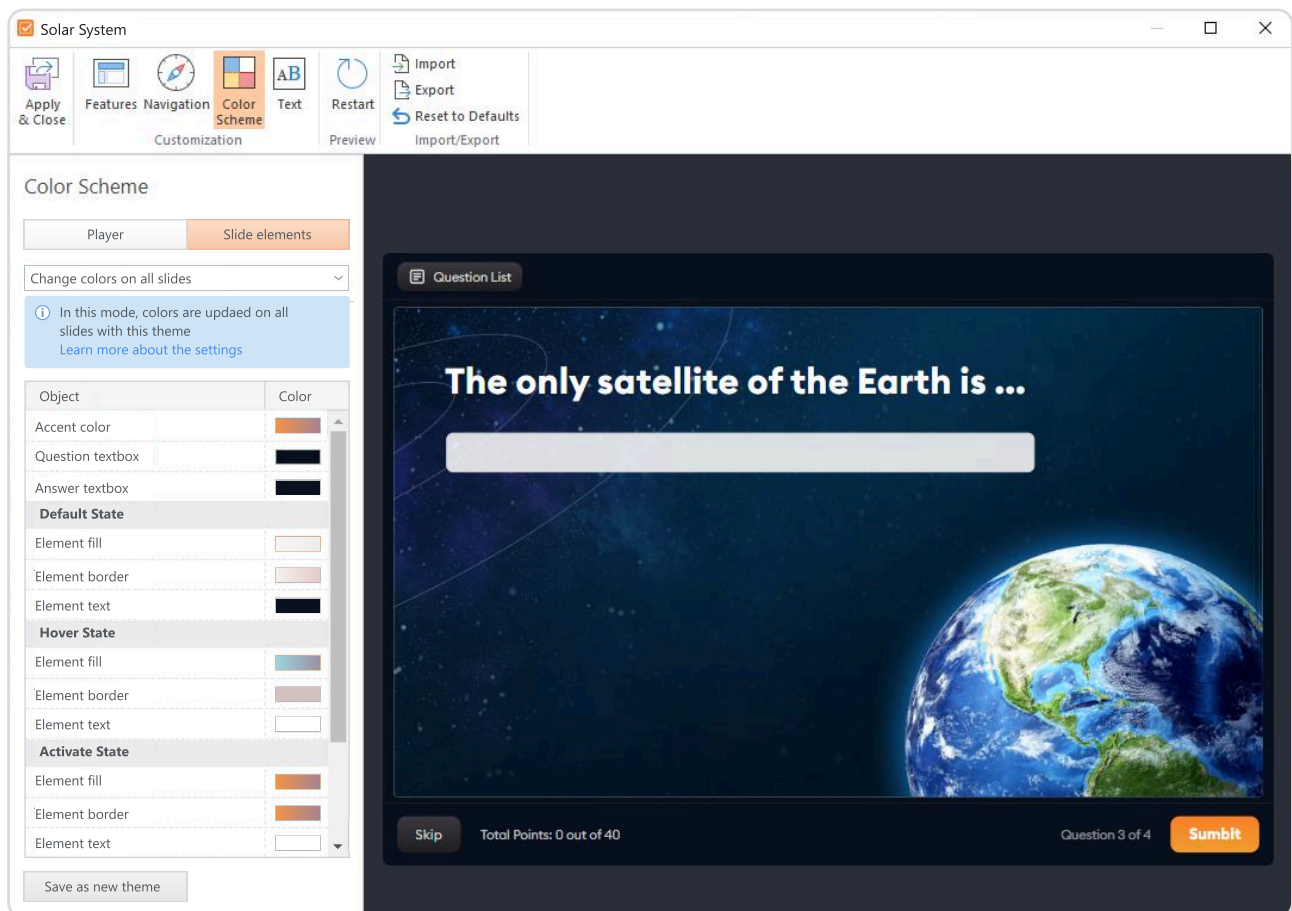 Solar System
Apply
& Close
Features
Navigation
Color
Scheme
AB
Text
Restart
Import
Export
Reset to Defaults
Customization
Preview
Import/Export
Color Scheme
Player
Slide elements
Change colors on all slides
In this mode, colors are updaed on all
slides with this theme
Learn more about the settings
Object
Color
Accent color
Question textbox
Answer textbox
Default State
Element fill
Element border
Element text
Hover State
Element fill
Element border
Element text
Activate State
Element fill
Element border
Element text
Save as new theme
Question List
The only satellite of the Earth is ...
Skip
Total Points: 0 out of 40
Question 3 of 4
Sumbit